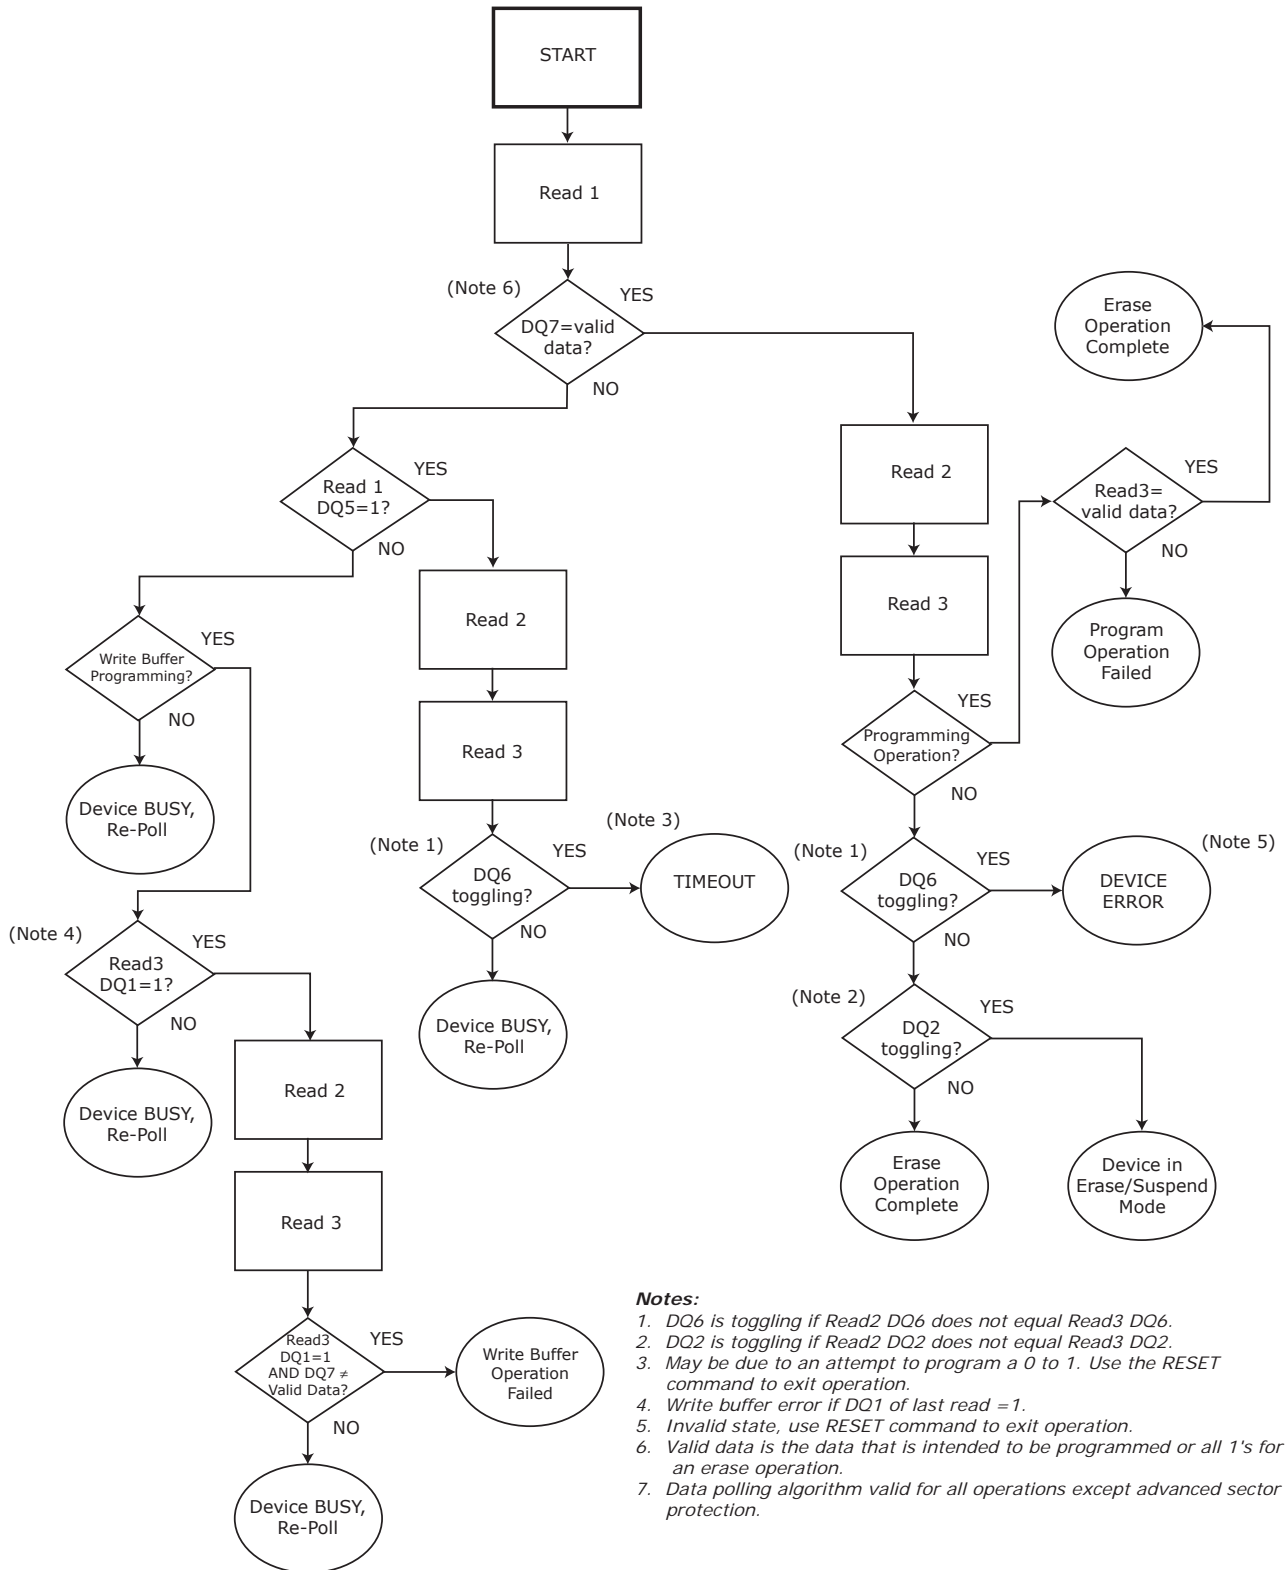 START
Read 1
(Note 6)
YES
DQ7=valid
data?
NO
Erase
Operation
Complete
Read 1
DQ5=1?
YES
NO
Read 2
Read3=
valid data?
YES
NO
Read 2
Read 3
Program
Operation
Failed
Write Buffer
Programming?
YES
NO
Read 3
Programming
Operation?
YES
NO
Device BUSY,
Re-Poll
(Note 1)
DQ6
toggling?
YES
NO
(Note 3)
TIMEOUT
(Note 1)
DQ6
toggling?
YES
NO
DEVICE
ERROR
(Note 5)
(Note 4)
Read3
DQ1=1?
YES
NO
Device BUSY,
Re-Poll
(Note 2)
DQ2
toggling?
YES
NO
Device BUSY,
Re-Poll
Read 2
Erase
Operation
Complete
Device in
Erase/Suspend
Mode
Read 3
Read3
DQ1=1
AND DQ7 ≠
Valid Data?
YES
NO
Write Buffer
Operation
Failed
Device BUSY,
Re-Poll
Notes:
1. DQ6 is toggling if Read2 DQ6 does not equal Read3 DQ6.
2. DQ2 is toggling if Read2 DQ2 does not equal Read3 DQ2.
3. May be due to an attempt to program a 0 to 1. Use the RESET
command to exit operation.
4. Write buffer error if DQ1 of last read =1.
5. Invalid state, use RESET command to exit operation.
6. Valid data is the data that is intended to be programmed or all 1's for
an erase operation.
7. Data polling algorithm valid for all operations except advanced sector
protection.